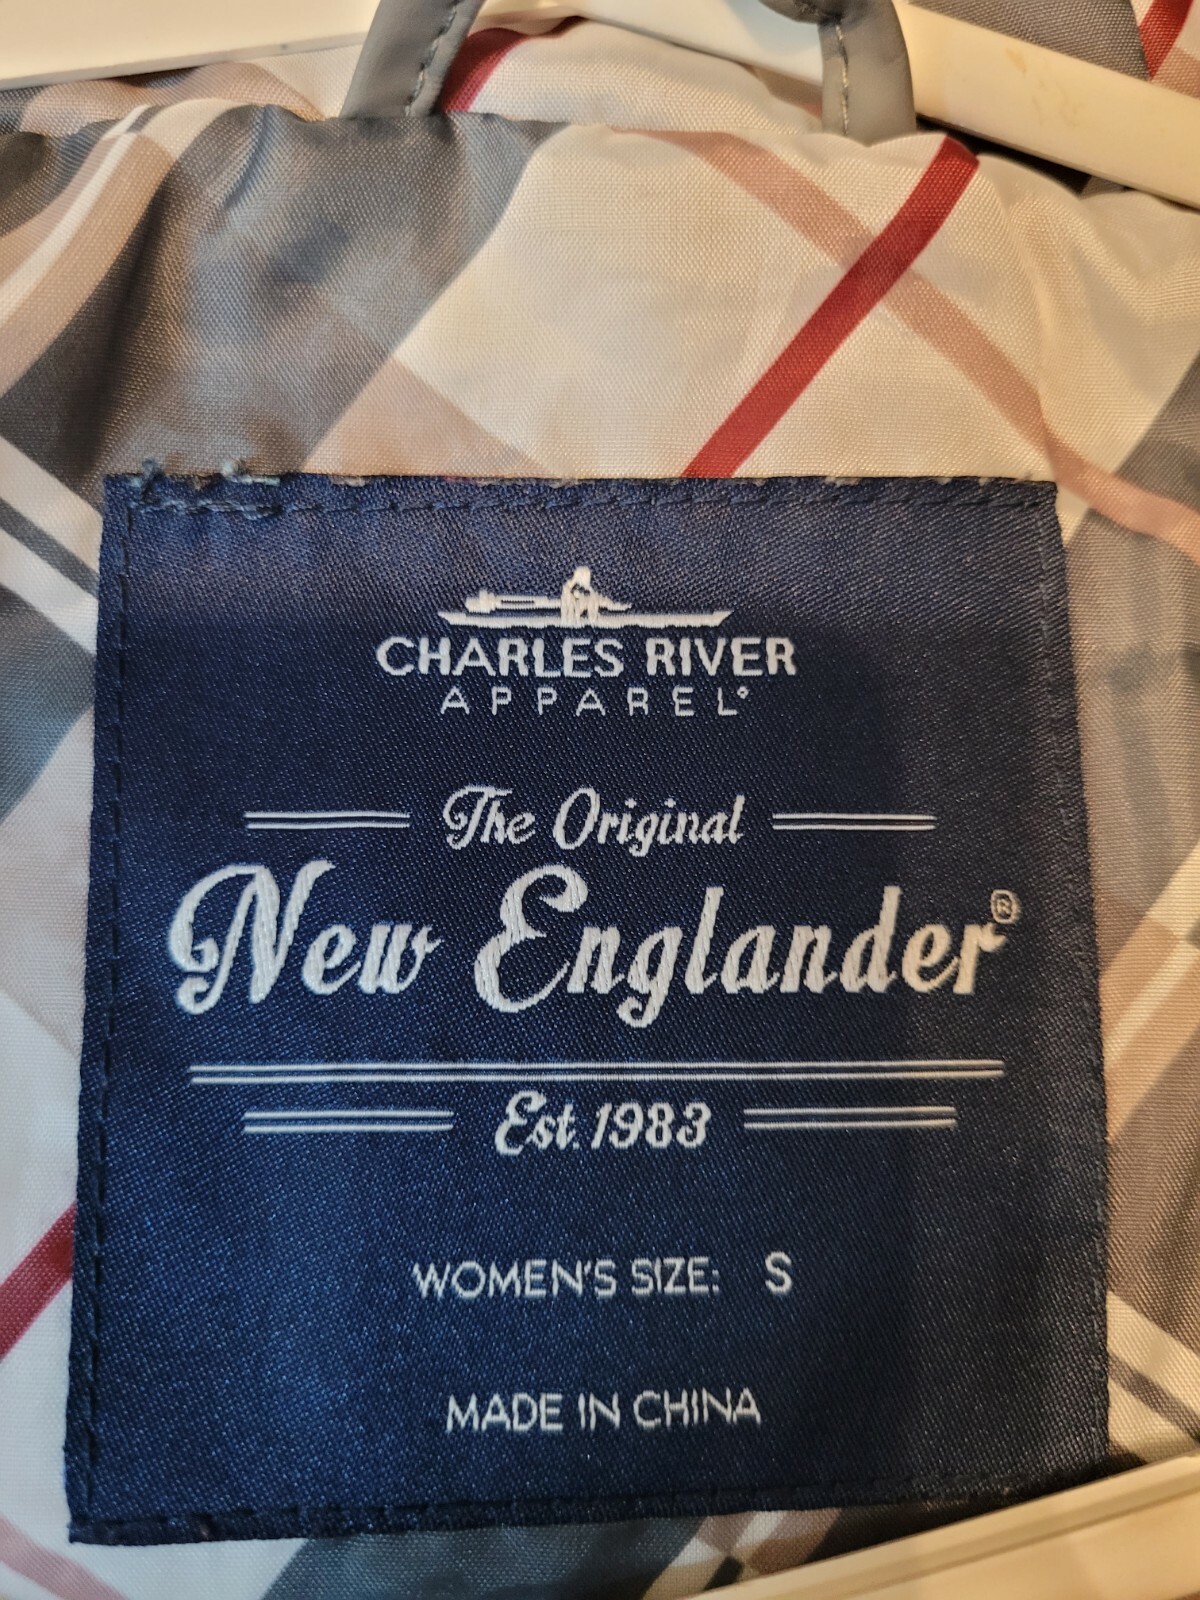 CHARLES RIVER
APPAREL®
The Original
New Englander®
Est. 1983
WOMEN'S SIZE: S
MADE IN CHINA